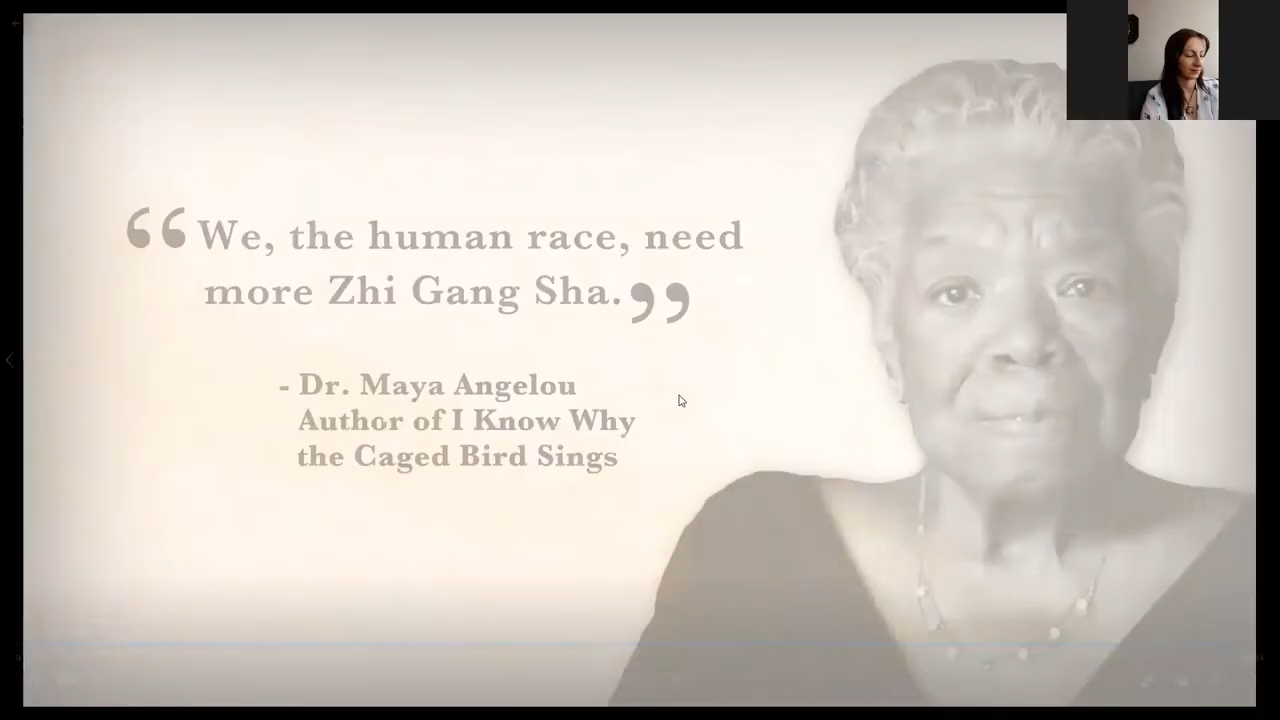 “We, the human race, need
more Zhi Gang Sha.”
- Dr. Maya Angelou
Author of I Know Why
the Caged Bird Sings